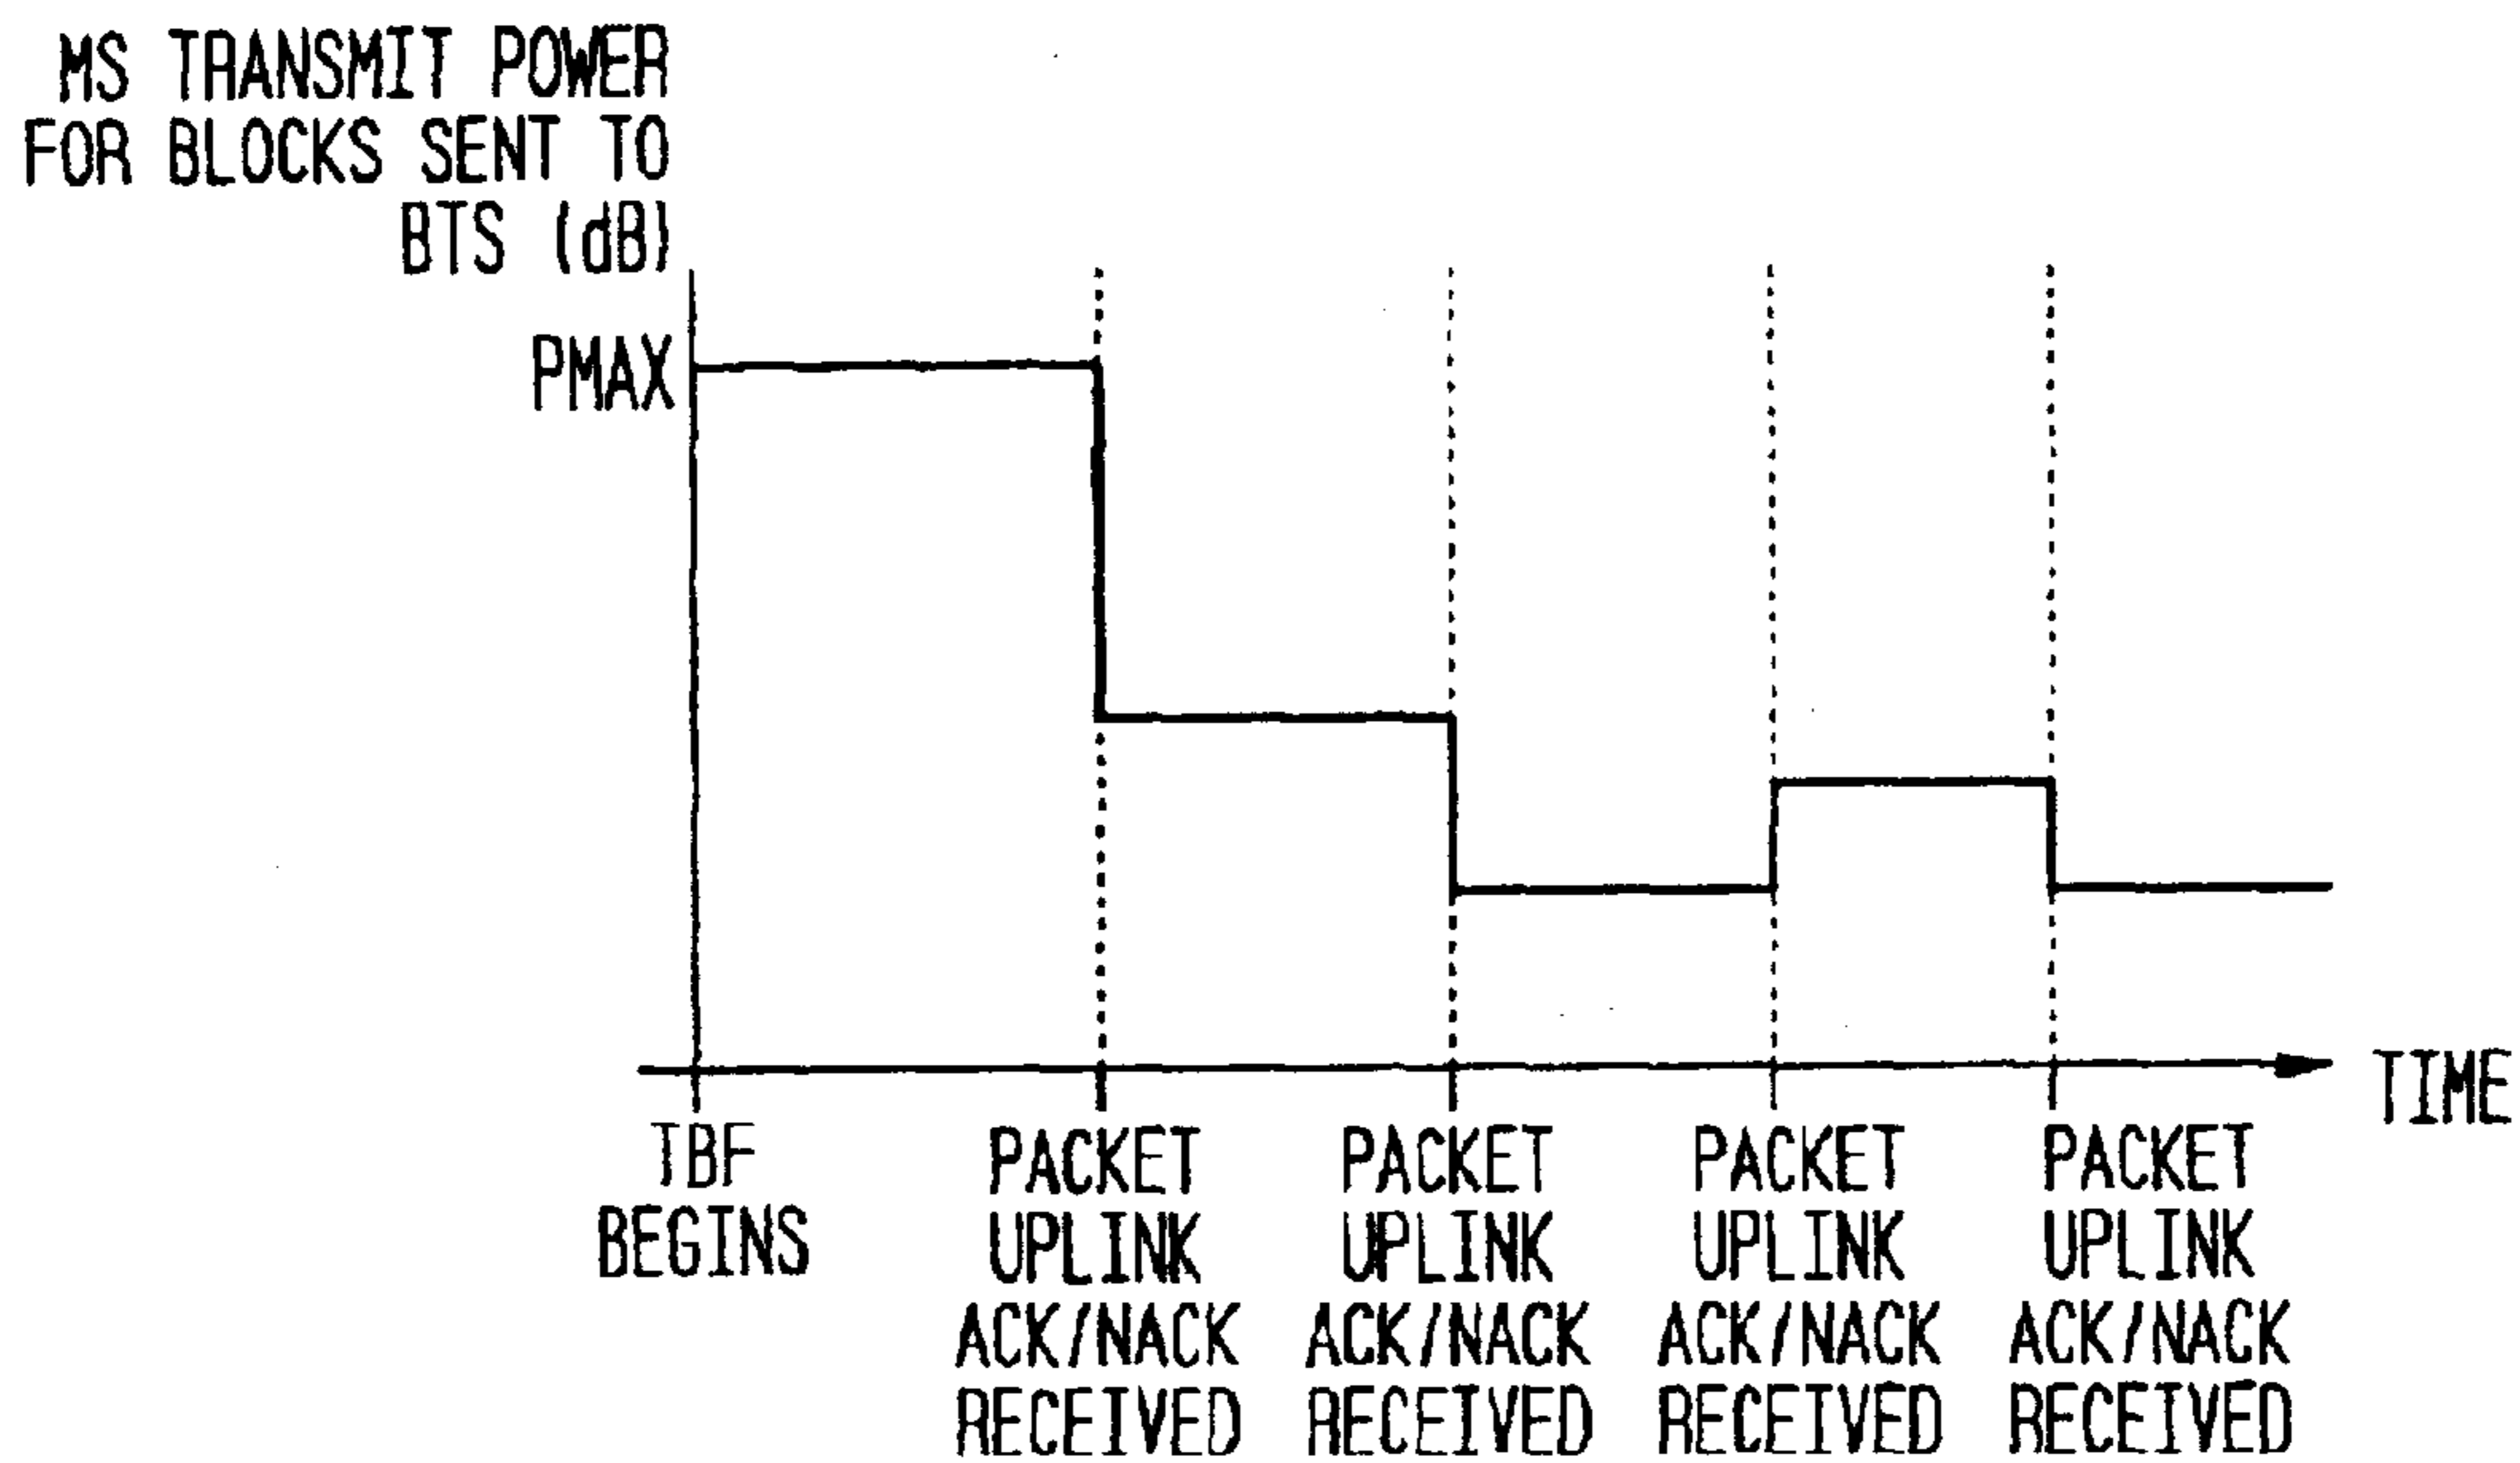 MS TRANSMIT POWER
FOR BLOCKS SENT TO
BTS (dB)
PMAX
TIME
TBF
BEGINS
PACKET
UPLINK
ACK/NACK
RECEIVED
PACKET
UPLINK
ACK/NACK
RECEIVED
PACKET
UPLINK
ACK/NACK
RECEIVED
PACKET
UPLINK
ACK/NACK
RECEIVED